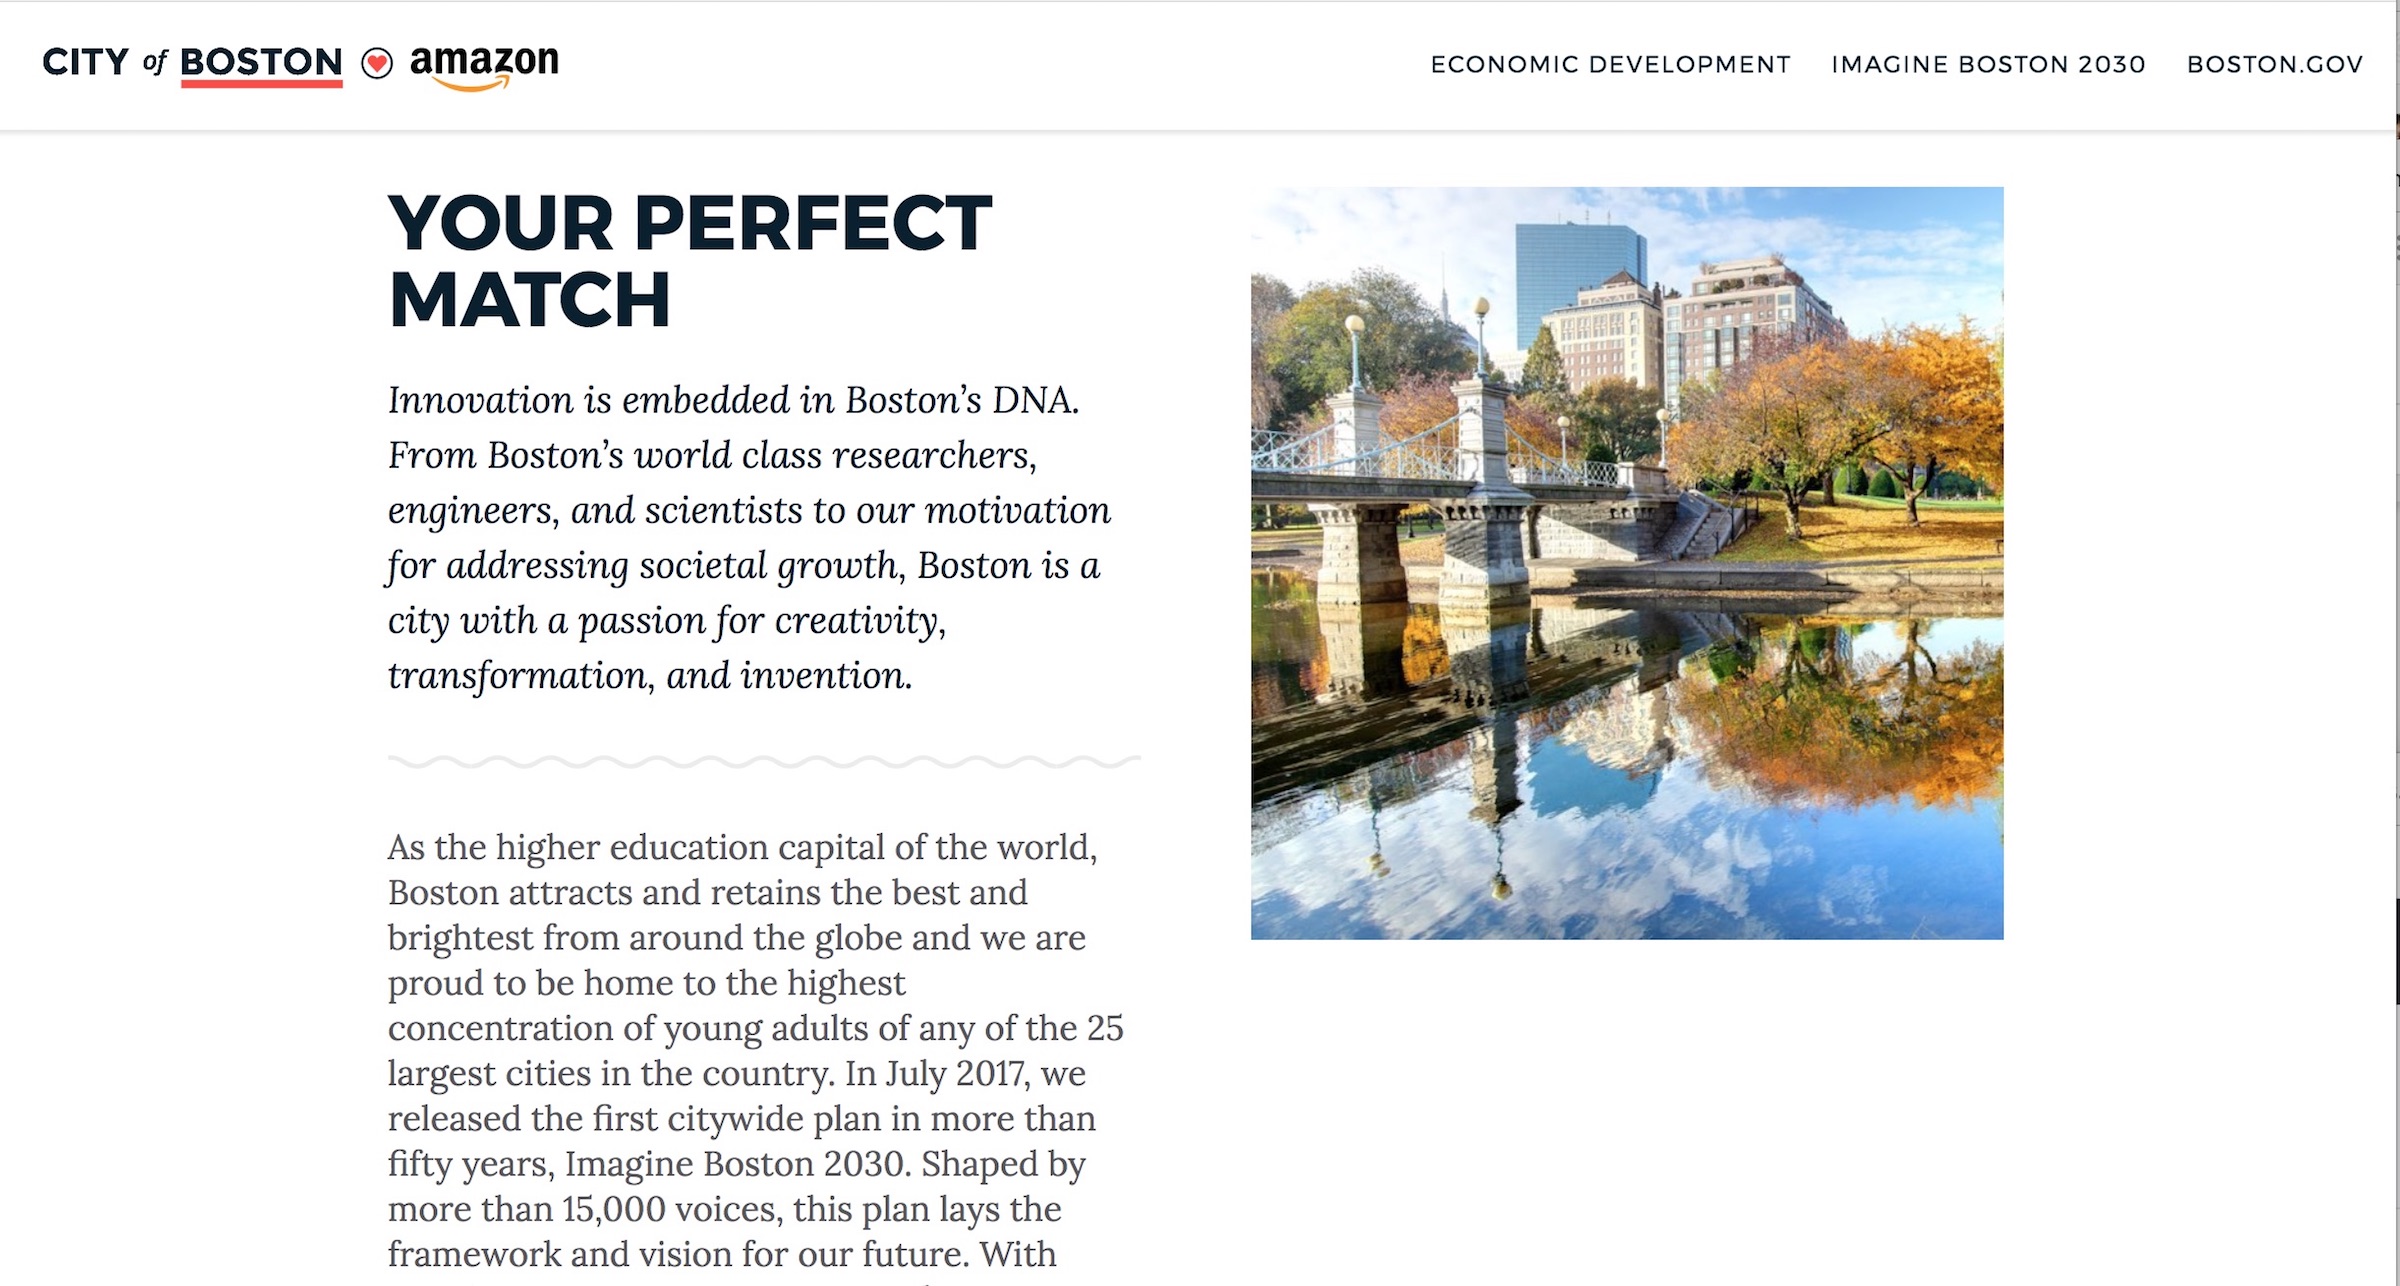 CITY of BOSTON amazon
ECONOMIC DEVELOPMENT IMAGINE BOSTON 2030 BOSTON.GOV
YOUR PERFECT
MATCH
Innovation is embedded in Boston’s DNA.
From Boston’s world class researchers,
engineers, and scientists to our motivation
for addressing societal growth, Boston is a
city with a passion for creativity,
transformation, and invention.
As the higher education capital of the world,
Boston attracts and retains the best and
brightest from around the globe and we are
proud to be home to the highest
concentration of young adults of any of the 25
largest cities in the country. In July 2017, we
released the first citywide plan in more than
fifty years, Imagine Boston 2030. Shaped by
more than 15,000 voices, this plan lays the
framework and vision for our future. With